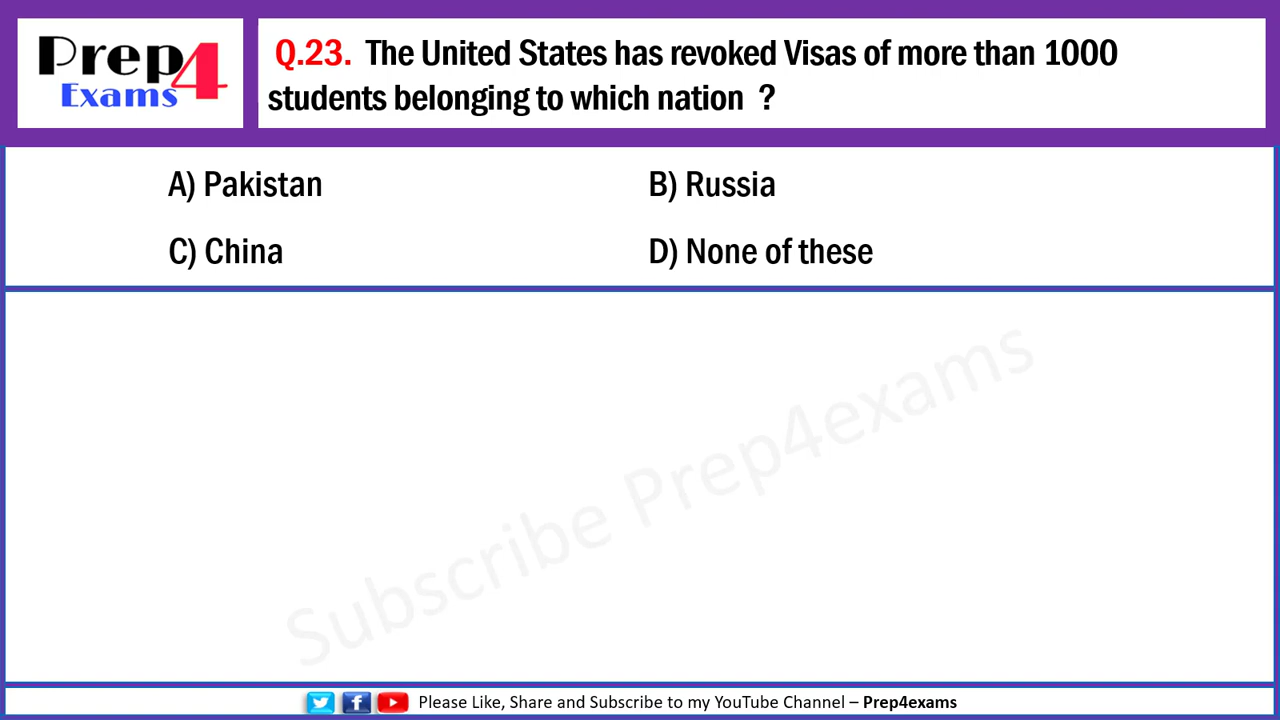 Prep4
Exams
Q.23. The United States has revoked Visas of more than 1000
students belonging to which nation ?
A) Pakistan
B) Russia
C) China
D) None of these
Subscribe Prep4exams
Please Like, Share and Subscribe to my YouTube Channel – Prep4exams